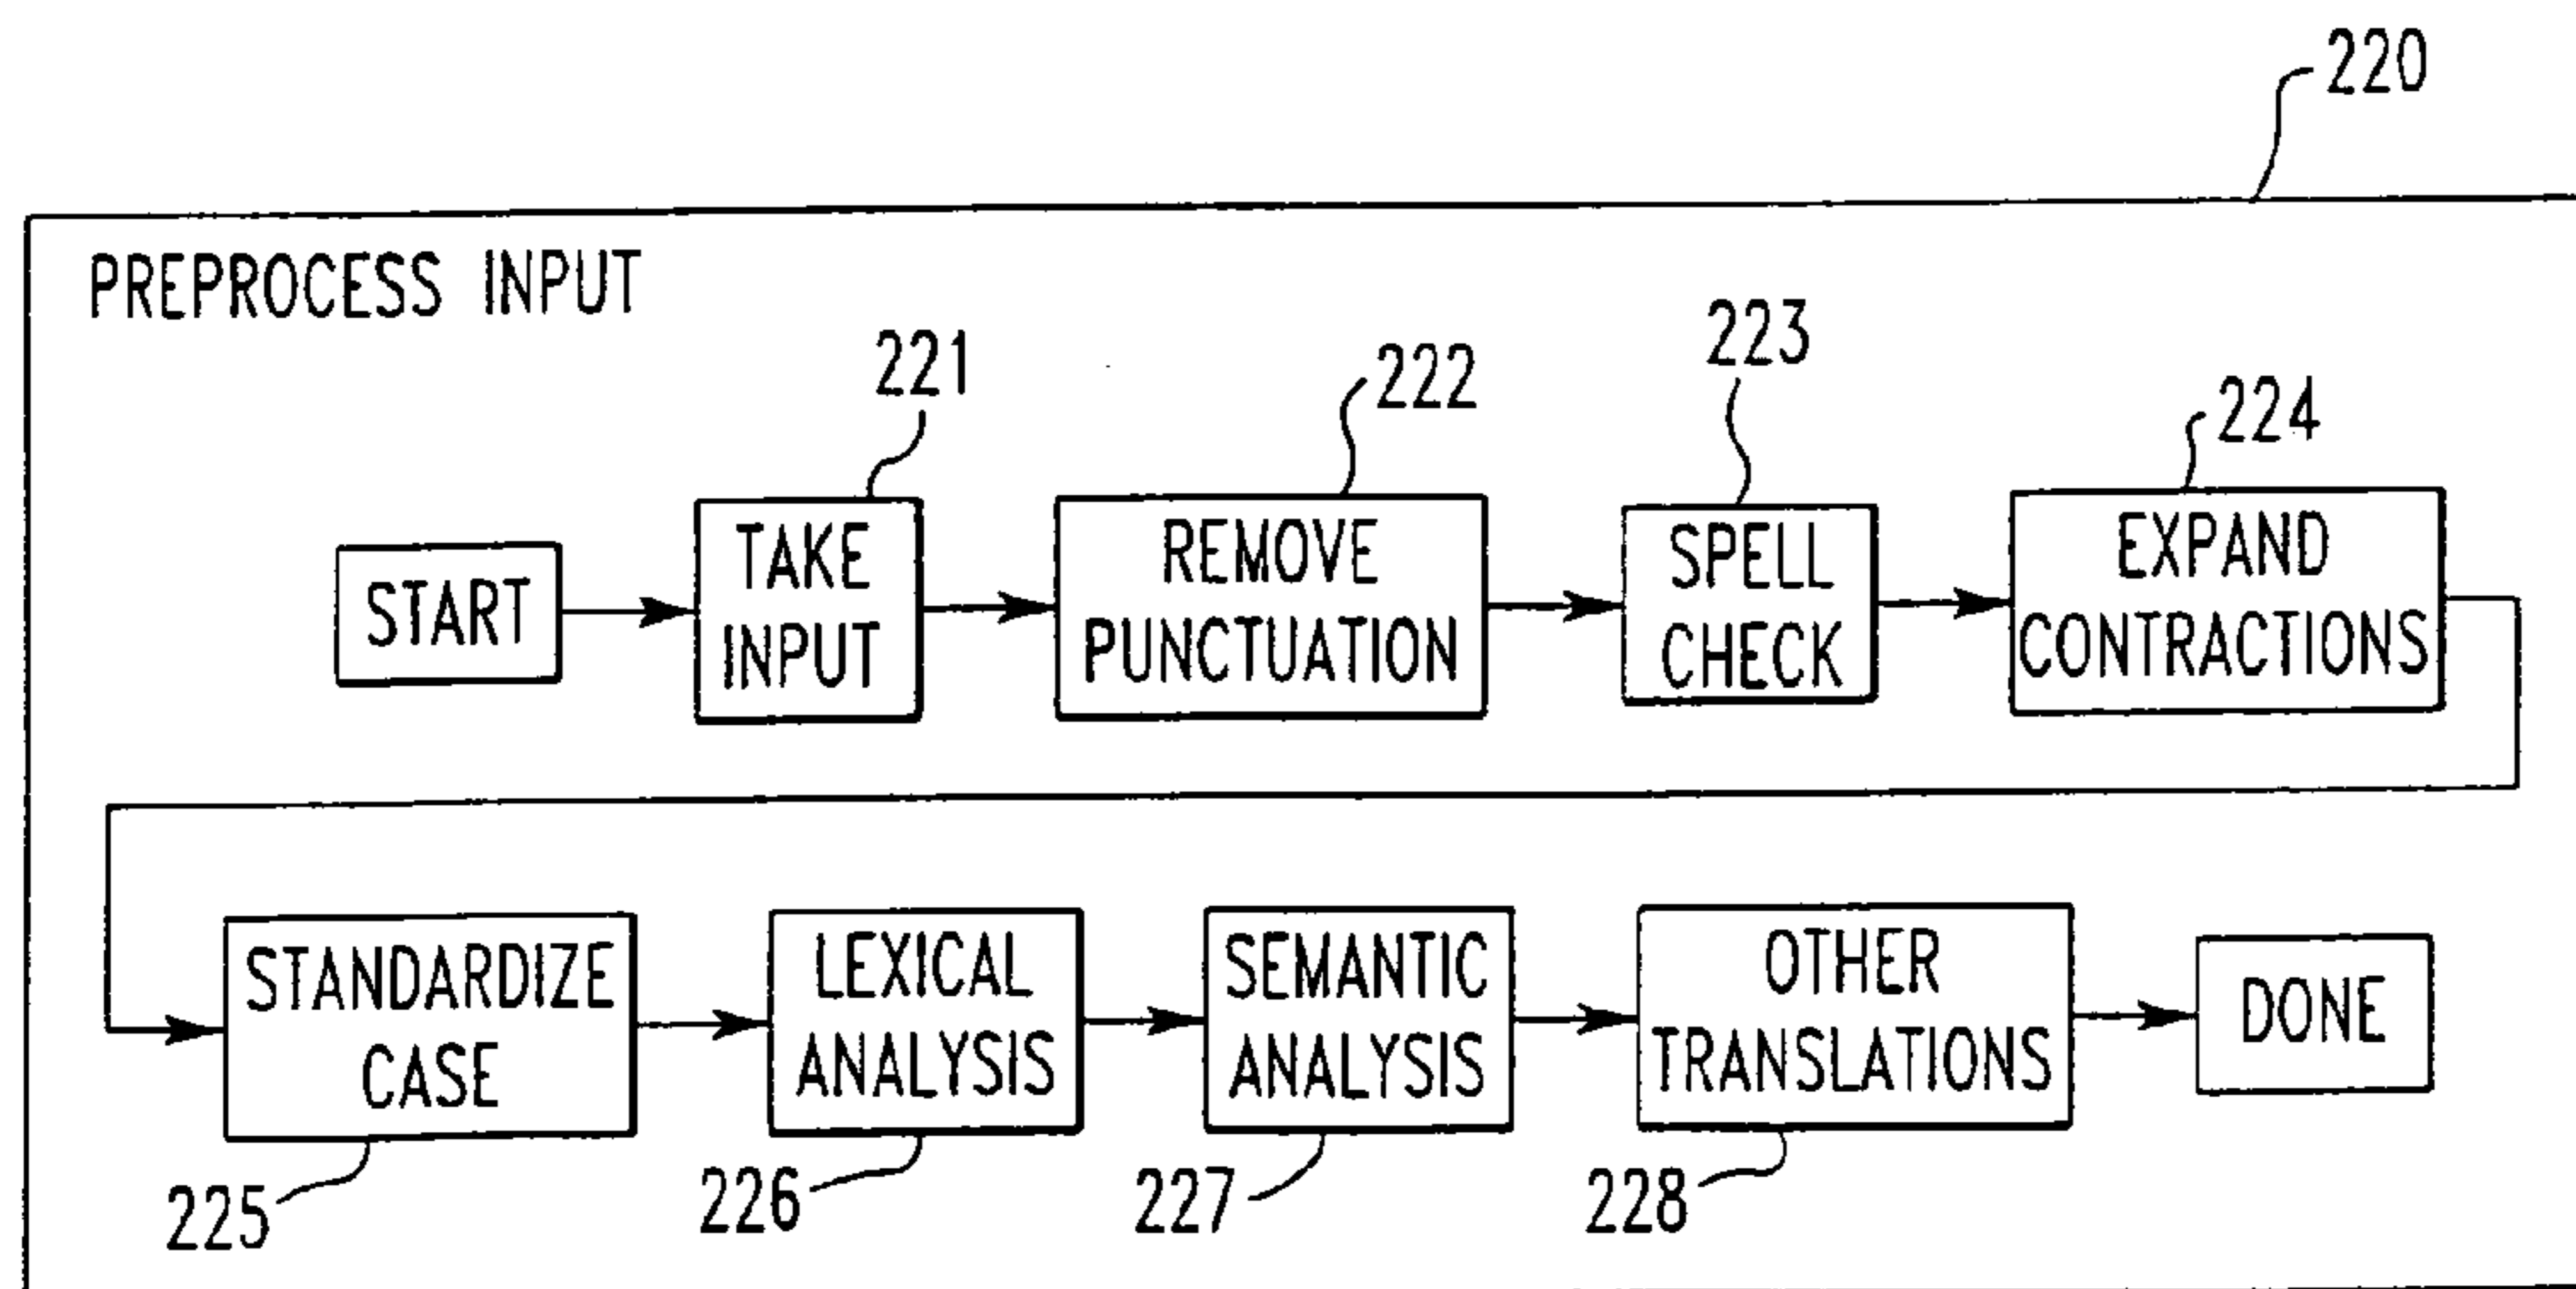 220
PREPROCESS INPUT
221
222
223
224
START
TAKE
INPUT
REMOVE
PUNCTUATION
SPELL
CHECK
EXPAND
CONTRACTIONS
STANDARDIZE
CASE
LEXICAL
ANALYSIS
SEMANTIC
ANALYSIS
OTHER
TRANSLATIONS
DONE
225
226
227
228